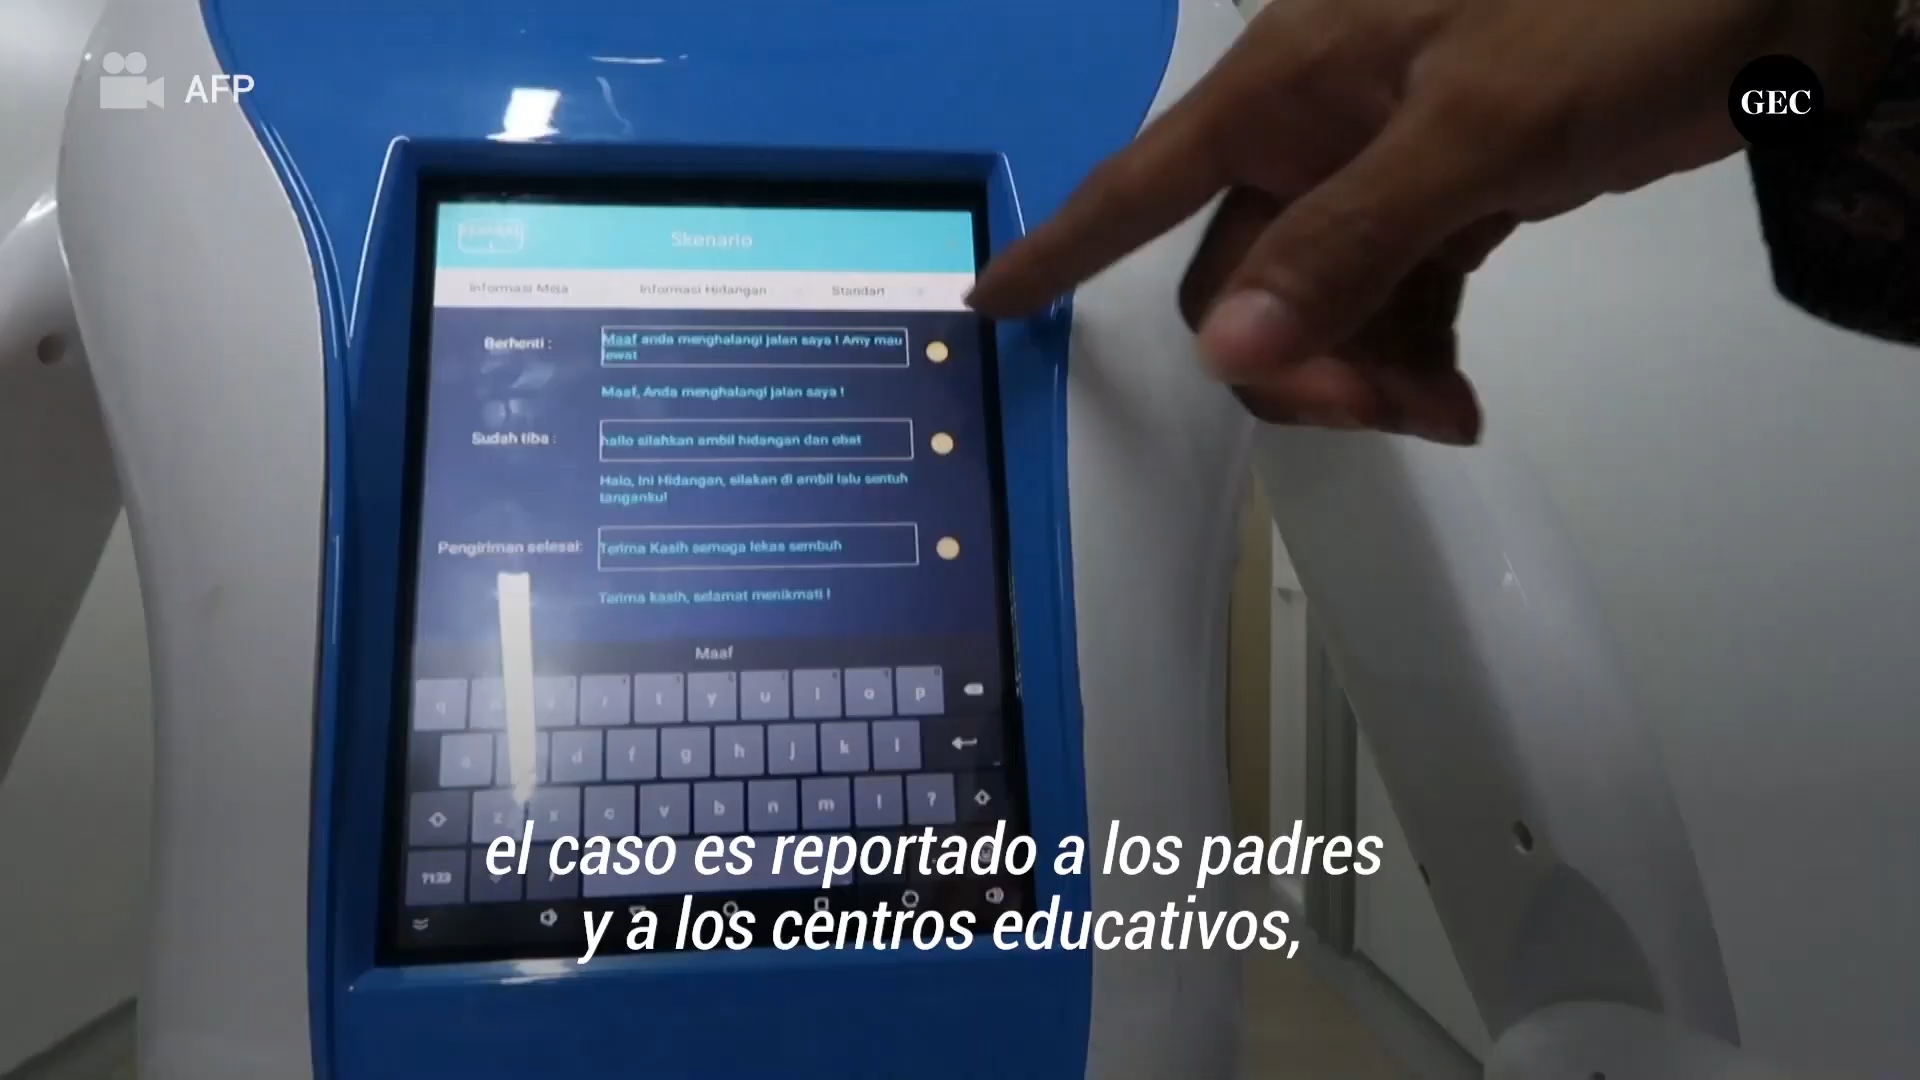 AFP
GEC
Skenario
Informasi Meja
Informasi Hidangan
Standart
Berhenti :
Maaf anda menghalangi jalan saya ! Amy mau
lewat
Maaf, Anda menghalangi jalan saya !
Sudah tiba :
hallo silahkan ambil hidangan dan obat
Halo, Ini Hidangan, silakan di ambil lalu sentuh
tanganku!
Pengiriman selesai:
Terima Kasih semoga lekas sembuh
Terima kasih, selamat menikmati !
Maaf
q r t y u i o p
a d f g h j k l
z x c v b n m ! ?
?123
el caso es reportado a los padres
y a los centros educativos,